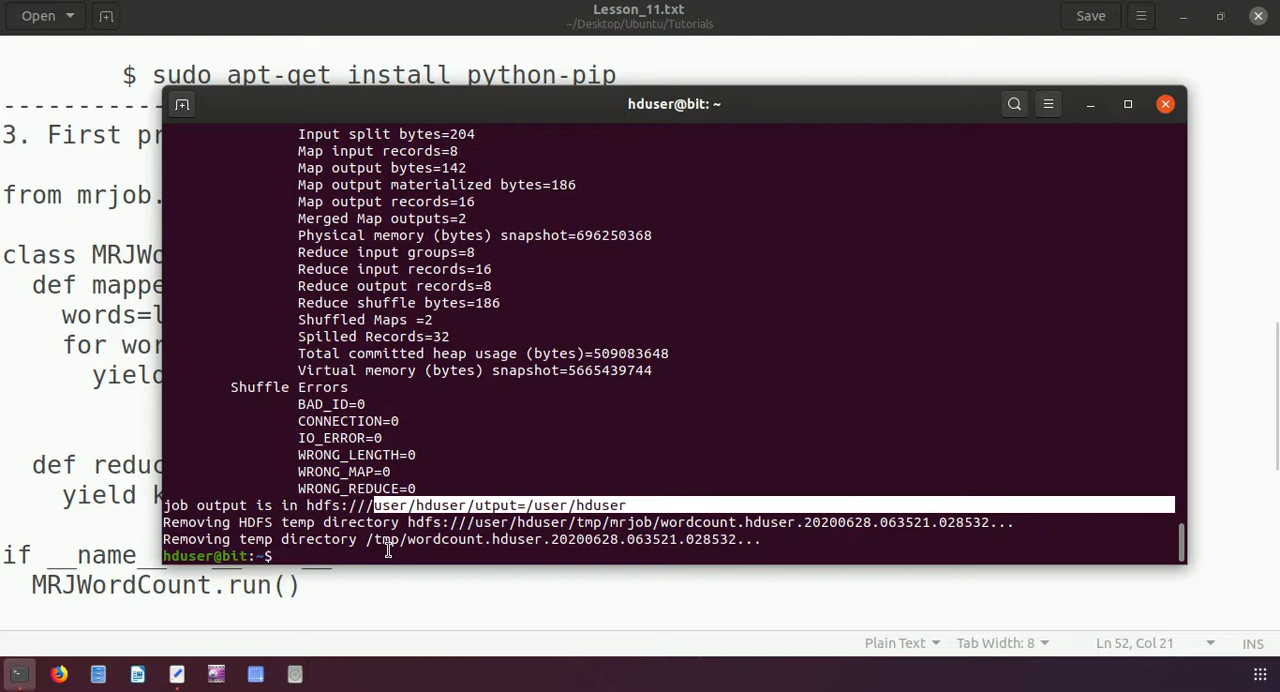 Open
Lesson_11.txt
~/Desktop/Ubuntu/Tutorials
Save
$ sudo apt-get install python-pip
3. First pr
from mrjob.
class MRJWo
def mappe
words=l
for wor
yield
def reduc
yield k
if __name__
MRJWordCount.run()
hduser@bit: ~
Input split bytes=204
Map input records=8
Map output bytes=142
Map output materialized bytes=186
Map output records=16
Merged Map outputs=2
Physical memory (bytes) snapshot=696250368
Reduce input groups=8
Reduce input records=16
Reduce output records=8
Reduce shuffle bytes=186
Shuffled Maps =2
Spilled Records=32
Total committed heap usage (bytes)=509083648
Virtual memory (bytes) snapshot=5665439744
Shuffle Errors
BAD_ID=0
CONNECTION=0
IO_ERROR=0
WRONG_LENGTH=0
WRONG_MAP=0
WRONG_REDUCE=0
job output is in hdfs:///user/hduser/utput=/user/hduser
Removing HDFS temp directory hdfs:///user/hduser/tmp/mrjob/wordcount.hduser.20200628.063521.028532...
Removing temp directory /tmp/wordcount.hduser.20200628.063521.028532...
hduser@bit:~$
Plain Text
Tab Width: 8
Ln 52, Col 21
INS